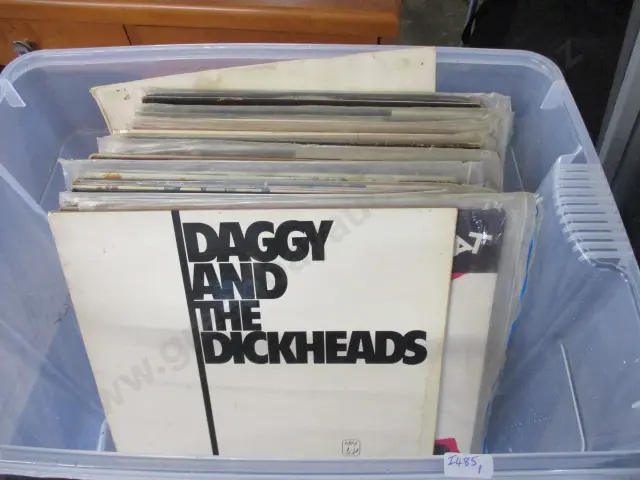 DAGGY
AND
THE
DICKHEADS
I485,